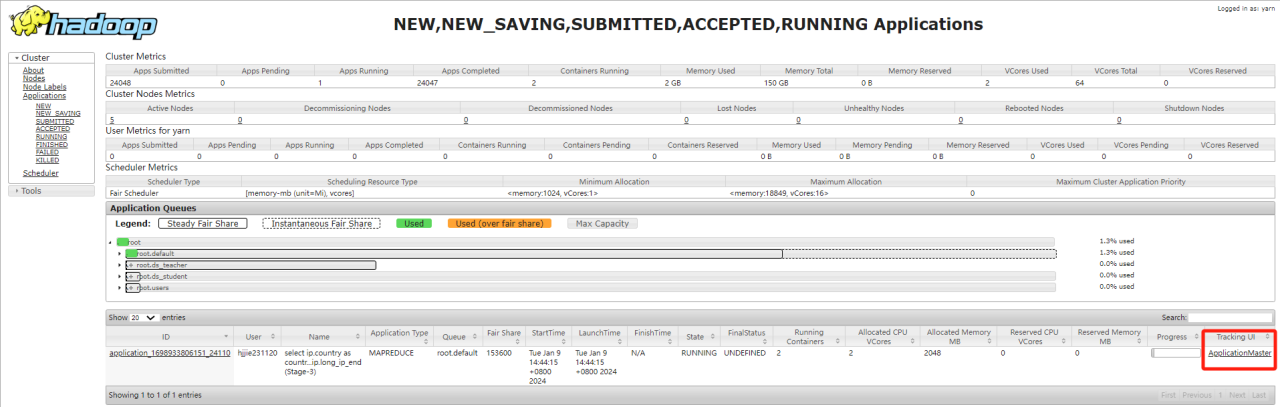 hadoop
NEW,NEW_SAVING,SUBMITTED,ACCEPTED,RUNNING Applications
Logged in as: yarn
Cluster
About
Nodes
Node Labels
Applications
NEW
NEW_SAVING
SUBMITTED
ACCEPTED
RUNNING
FINISHED
FAILED
KILLED
Scheduler
Tools
Cluster Metrics
Apps Submitted Apps Pending Apps Running Apps Completed Containers Running Memory Used Memory Total Memory Reserved VCores Used VCores Total VCores Reserved
24048 0 1 24047 2 2 GB 150 GB 0 B 2 64 0
Cluster Nodes Metrics
Active Nodes Decommissioning Nodes Decommissioned Nodes Lost Nodes Unhealthy Nodes Rebooted Nodes Shutdown Nodes
5 0 0 0 0 0 0
User Metrics for yarn
Apps Submitted Apps Pending Apps Running Apps Completed Containers Running Containers Pending Containers Reserved Memory Used Memory Pending Memory Reserved VCores Used VCores Pending VCores Reserved
0 0 0 0 0 0 0 0 B 0 B 0 B 0 0 0
Scheduler Metrics
Scheduler Type Scheduling Resource Type Minimum Allocation Maximum Allocation Maximum Cluster Application Priority
Fair Scheduler [memory-mb (unit=Mi), vcores] <memory:1024, vCores:1> <memory:18849, vCores:16> 0
Application Queues
Legend: Steady Fair Share Instantaneous Fair Share Used Used (over fair share) Max Capacity
root 1.3% used
root.default 1.3% used
+ root.ds_teacher 0.0% used
+ root.ds_student 0.0% used
+ root.users 0.0% used
Show 20 entries Search:
ID User Name Application Type Queue Fair Share StartTime LaunchTime FinishTime State FinalStatus Running Containers Allocated CPU VCores Allocated Memory MB Reserved CPU VCores Reserved Memory MB Progress Tracking UI
application_1698933806151_24110 hjjie231120 select ip.country as MAPREDUCE root.default 153600 Tue Jan 9 Tue Jan 9 N/A RUNNING UNDEFINED 2 2 2048 0 0 ApplicationMaster
countr...ip.long_ip_end 14:44:15 14:44:15
(Stage-3) +0800 +0800 2024
2024
Showing 1 to 1 of 1 entries First Previous 1 Next Last